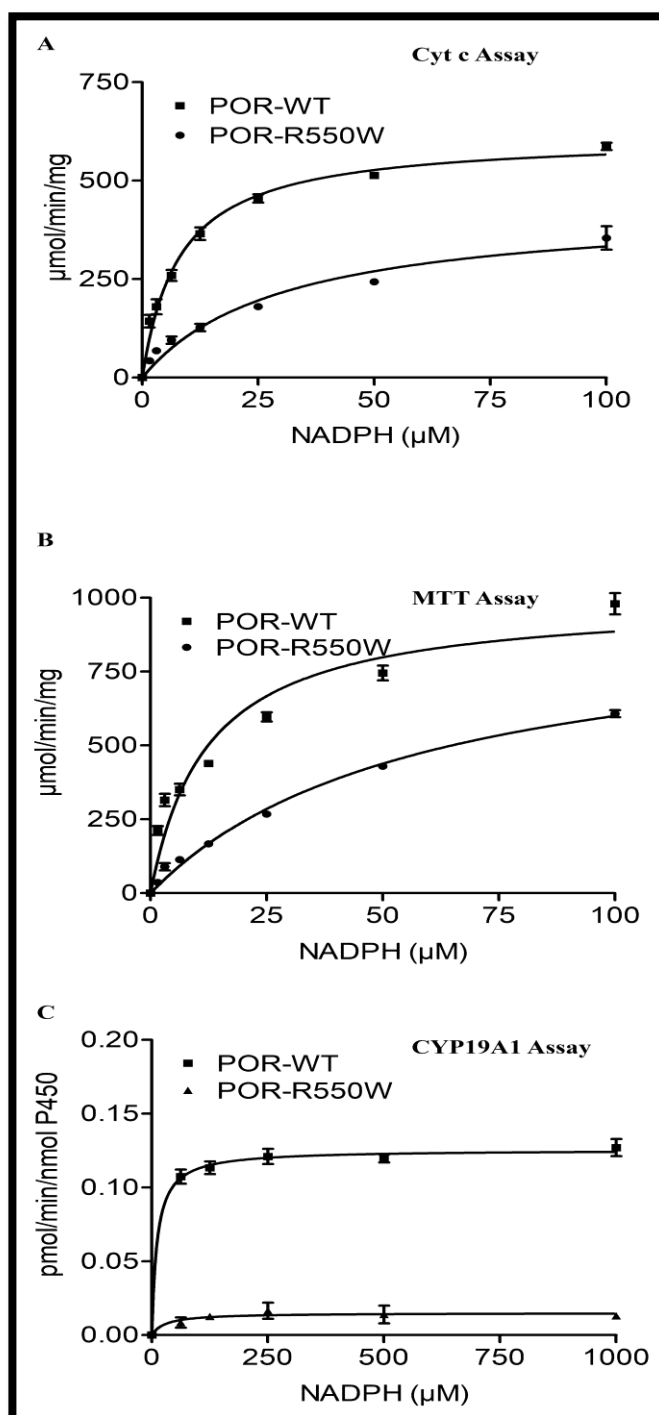 A
Cyt c Assay
750
POR-WT
POR-R550W
500
250
0
µmol/min/mg
0 25 50 75 100
NADPH (µM)
B
MTT Assay
1000
POR-WT
POR-R550W
750
500
250
0
µmol/min/mg
0 25 50 75 100
NADPH (µM)
C
CYP19A1 Assay
0.20
POR-WT
POR-R550W
0.15
0.10
0.05
0.00
pmol/min/nmol P450
0 250 500 750 1000
NADPH (µM)